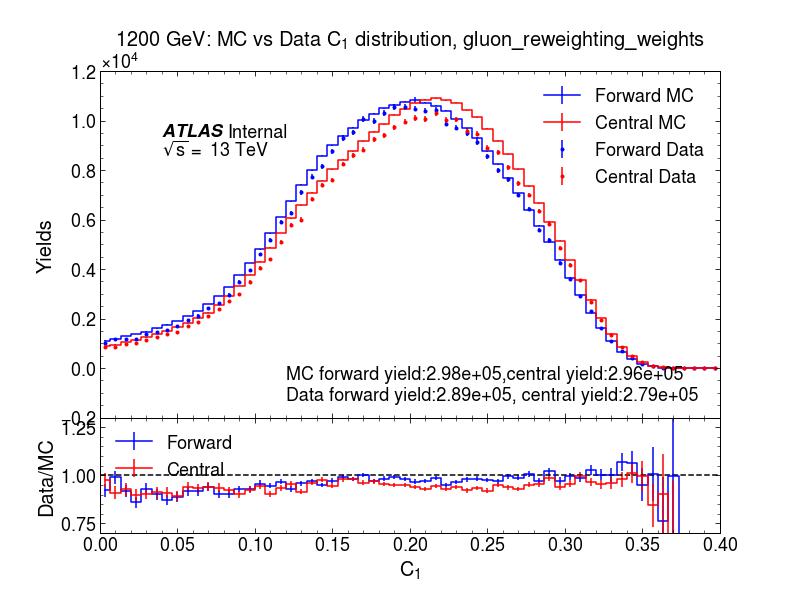 1200 GeV: MC vs Data C₁ distribution, gluon_reweighting_weights
×10⁴
1.2
1.0
0.8
0.6
0.4
0.2
0.0
0.2
Yields
ATLAS Internal
√s = 13 TeV
Forward MC
Central MC
Forward Data
Central Data
MC forward yield:2.98e+05,central yield:2.96e+05
Data forward yield:2.89e+05, central yield:2.79e+05
1.25
1.00
0.75
Data/MC
Forward
Central
0.00 0.05 0.10 0.15 0.20 0.25 0.30 0.35 0.40
C₁